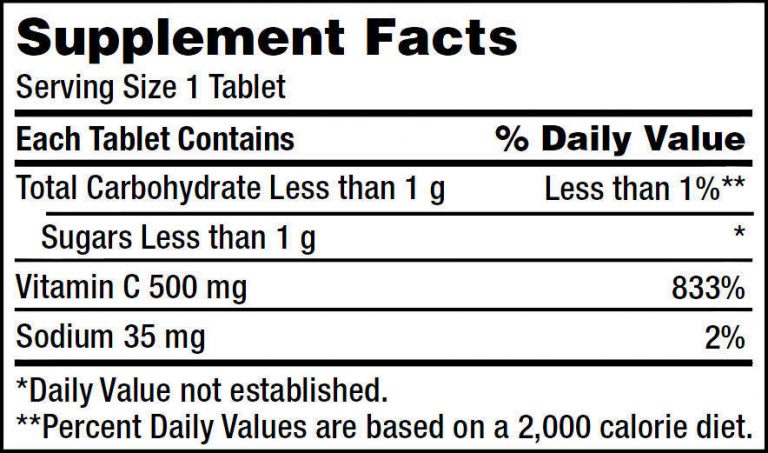 Supplement Facts
Serving Size 1 Tablet
Each Tablet Contains % Daily Value
Total Carbohydrate Less than 1 g Less than 1%**
Sugars Less than 1 g *
Vitamin C 500 mg 833%
Sodium 35 mg 2%
*Daily Value not established.
**Percent Daily Values are based on a 2,000 calorie diet.